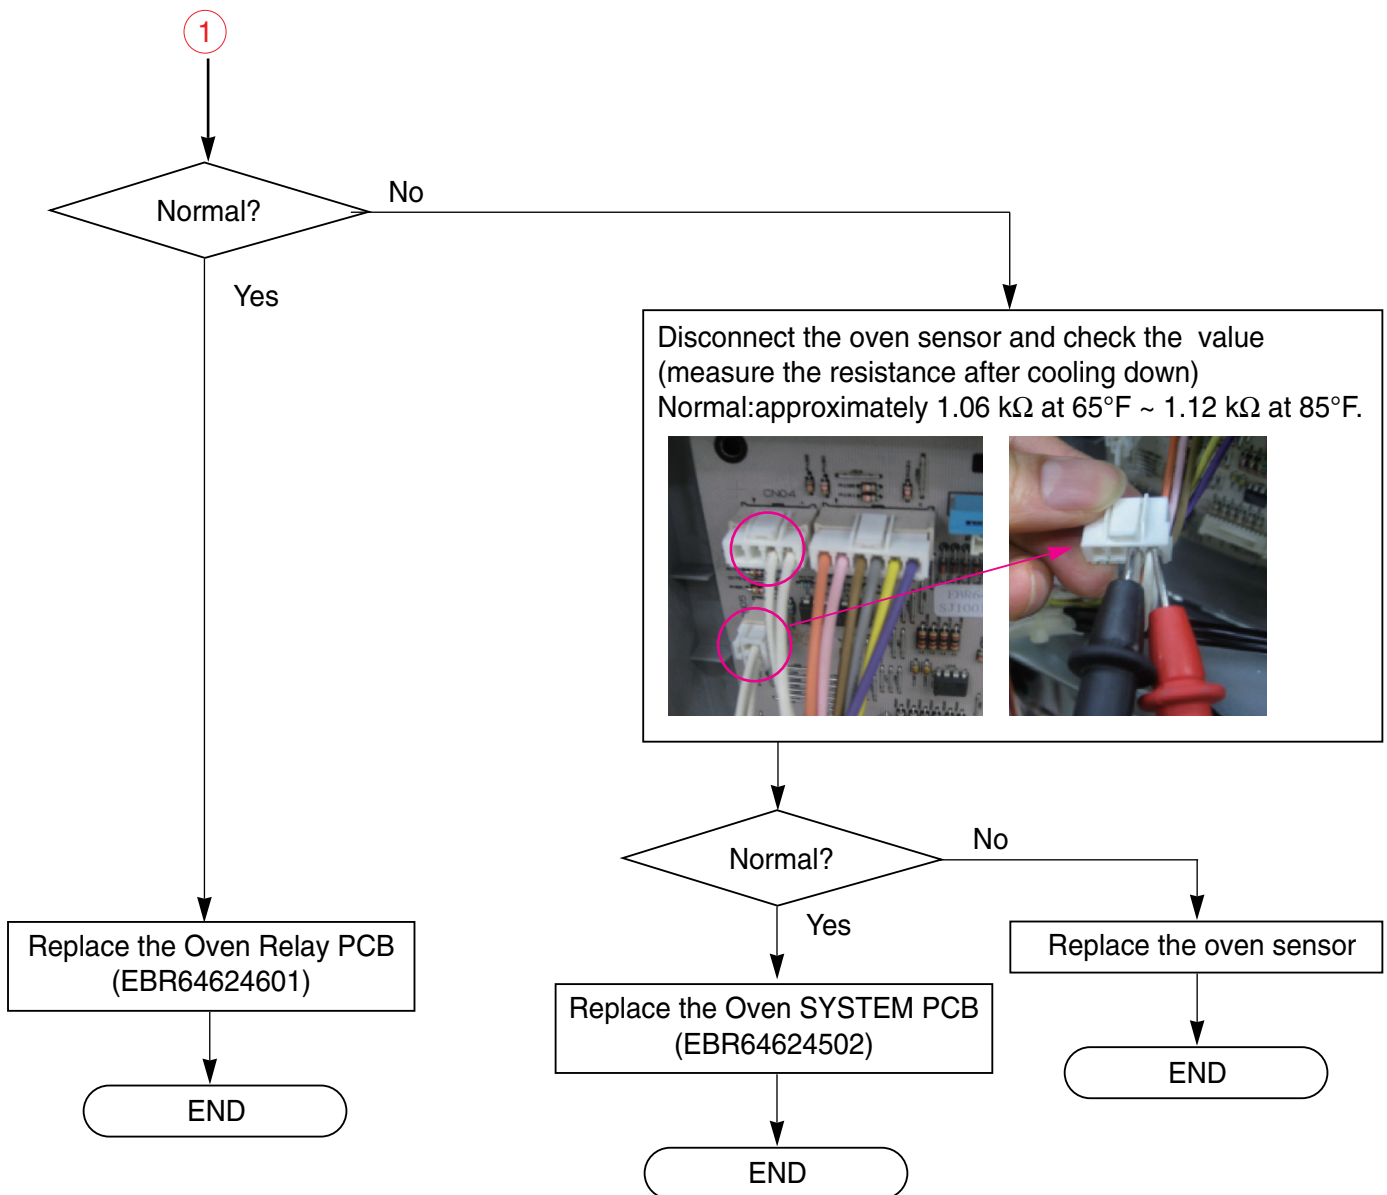 1
Normal?
No
Yes
Disconnect the oven sensor and check the value
(measure the resistance after cooling down)
Normal:approximately 1.06 kΩ at 65°F ~ 1.12 kΩ at 85°F.
CN04
Normal?
No
Yes
Replace the Oven Relay PCB
(EBR64624601)
Replace the oven sensor
Replace the Oven SYSTEM PCB
(EBR64624502)
END
END
END